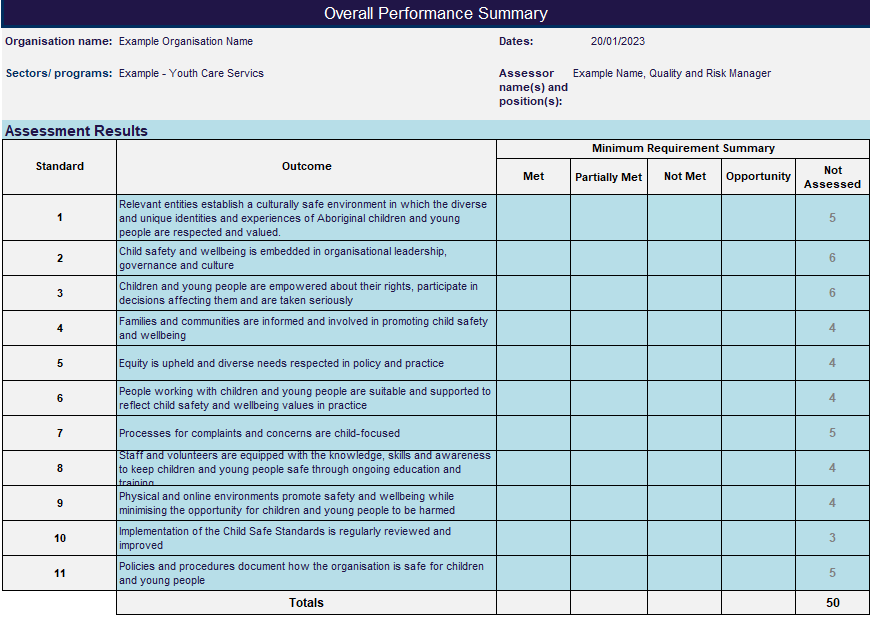 Overall Performance Summary
Organisation name: Example Organisation Name
Dates: 20/01/2023
Sectors/ programs: Example - Youth Care Servics
Assessor name(s) and position(s): Example Name, Quality and Risk Manager
Assessment Results
Standard
Outcome
Minimum Requirement Summary
Met
Partially Met
Not Met
Opportunity
Not
Assessed
1
Relevant entities establish a culturally safe environment in which the diverse
and unique identities and experiences of Aboriginal children and young
people are respected and valued.
5
2
Child safety and wellbeing is embedded in organisational leadership,
governance and culture
6
3
Children and young people are empowered about their rights, participate in
decisions affecting them and are taken seriously
6
4
Families and communities are informed and involved in promoting child safety
and wellbeing
4
5
Equity is upheld and diverse needs respected in policy and practice
4
6
People working with children and young people are suitable and supported to
reflect child safety and wellbeing values in practice
4
7
Processes for complaints and concerns are child-focused
5
8
Staff and volunteers are equipped with the knowledge, skills and awareness
to keep children and young people safe through ongoing education and
training
4
9
Physical and online environments promote safety and wellbeing while
minimising the opportunity for children and young people to be harmed
4
10
Implementation of the Child Safe Standards is regularly reviewed and
improved
3
11
Policies and procedures document how the organisation is safe for children
and young people
5
Totals
50